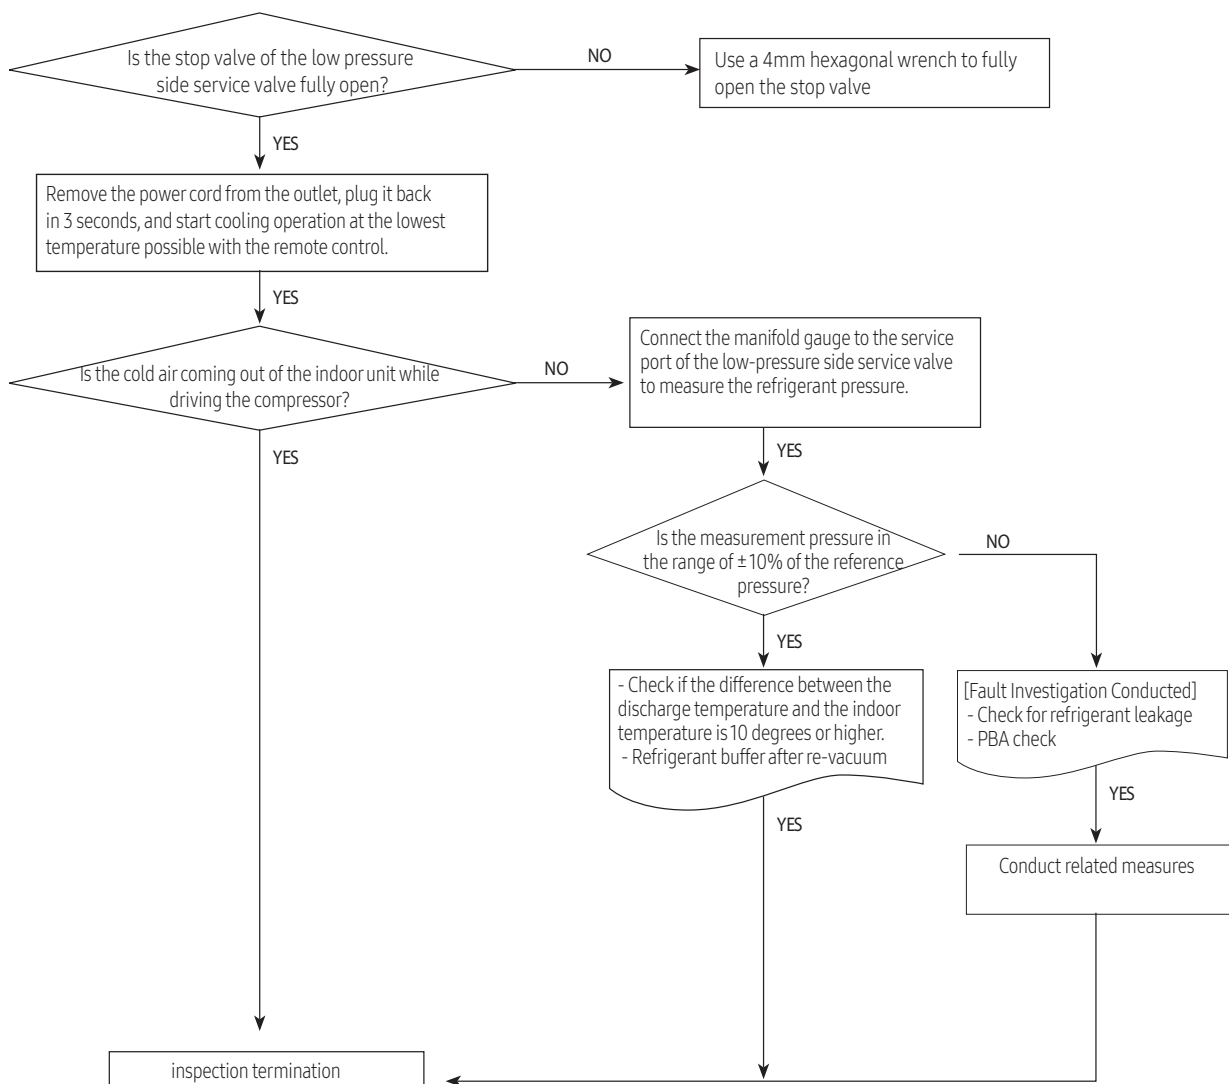 Is the stop valve of the low pressure
side service valve fully open?
NO
Use a 4mm hexagonal wrench to fully
open the stop valve
YES
Remove the power cord from the outlet, plug it back
in 3 seconds, and start cooling operation at the lowest
temperature possible with the remote control.
YES
Is the cold air coming out of the indoor unit while
driving the compressor?
NO
Connect the manifold gauge to the service
port of the low-pressure side service valve
to measure the refrigerant pressure.
YES
YES
Is the measurement pressure in
the range of ±10% of the reference
pressure?
NO
YES
- Check if the difference between the
discharge temperature and the indoor
temperature is 10 degrees or higher.
- Refrigerant buffer after re-vacuum
[Fault Investigation Conducted]
- Check for refrigerant leakage
- PBA check
YES
YES
Conduct related measures
inspection termination